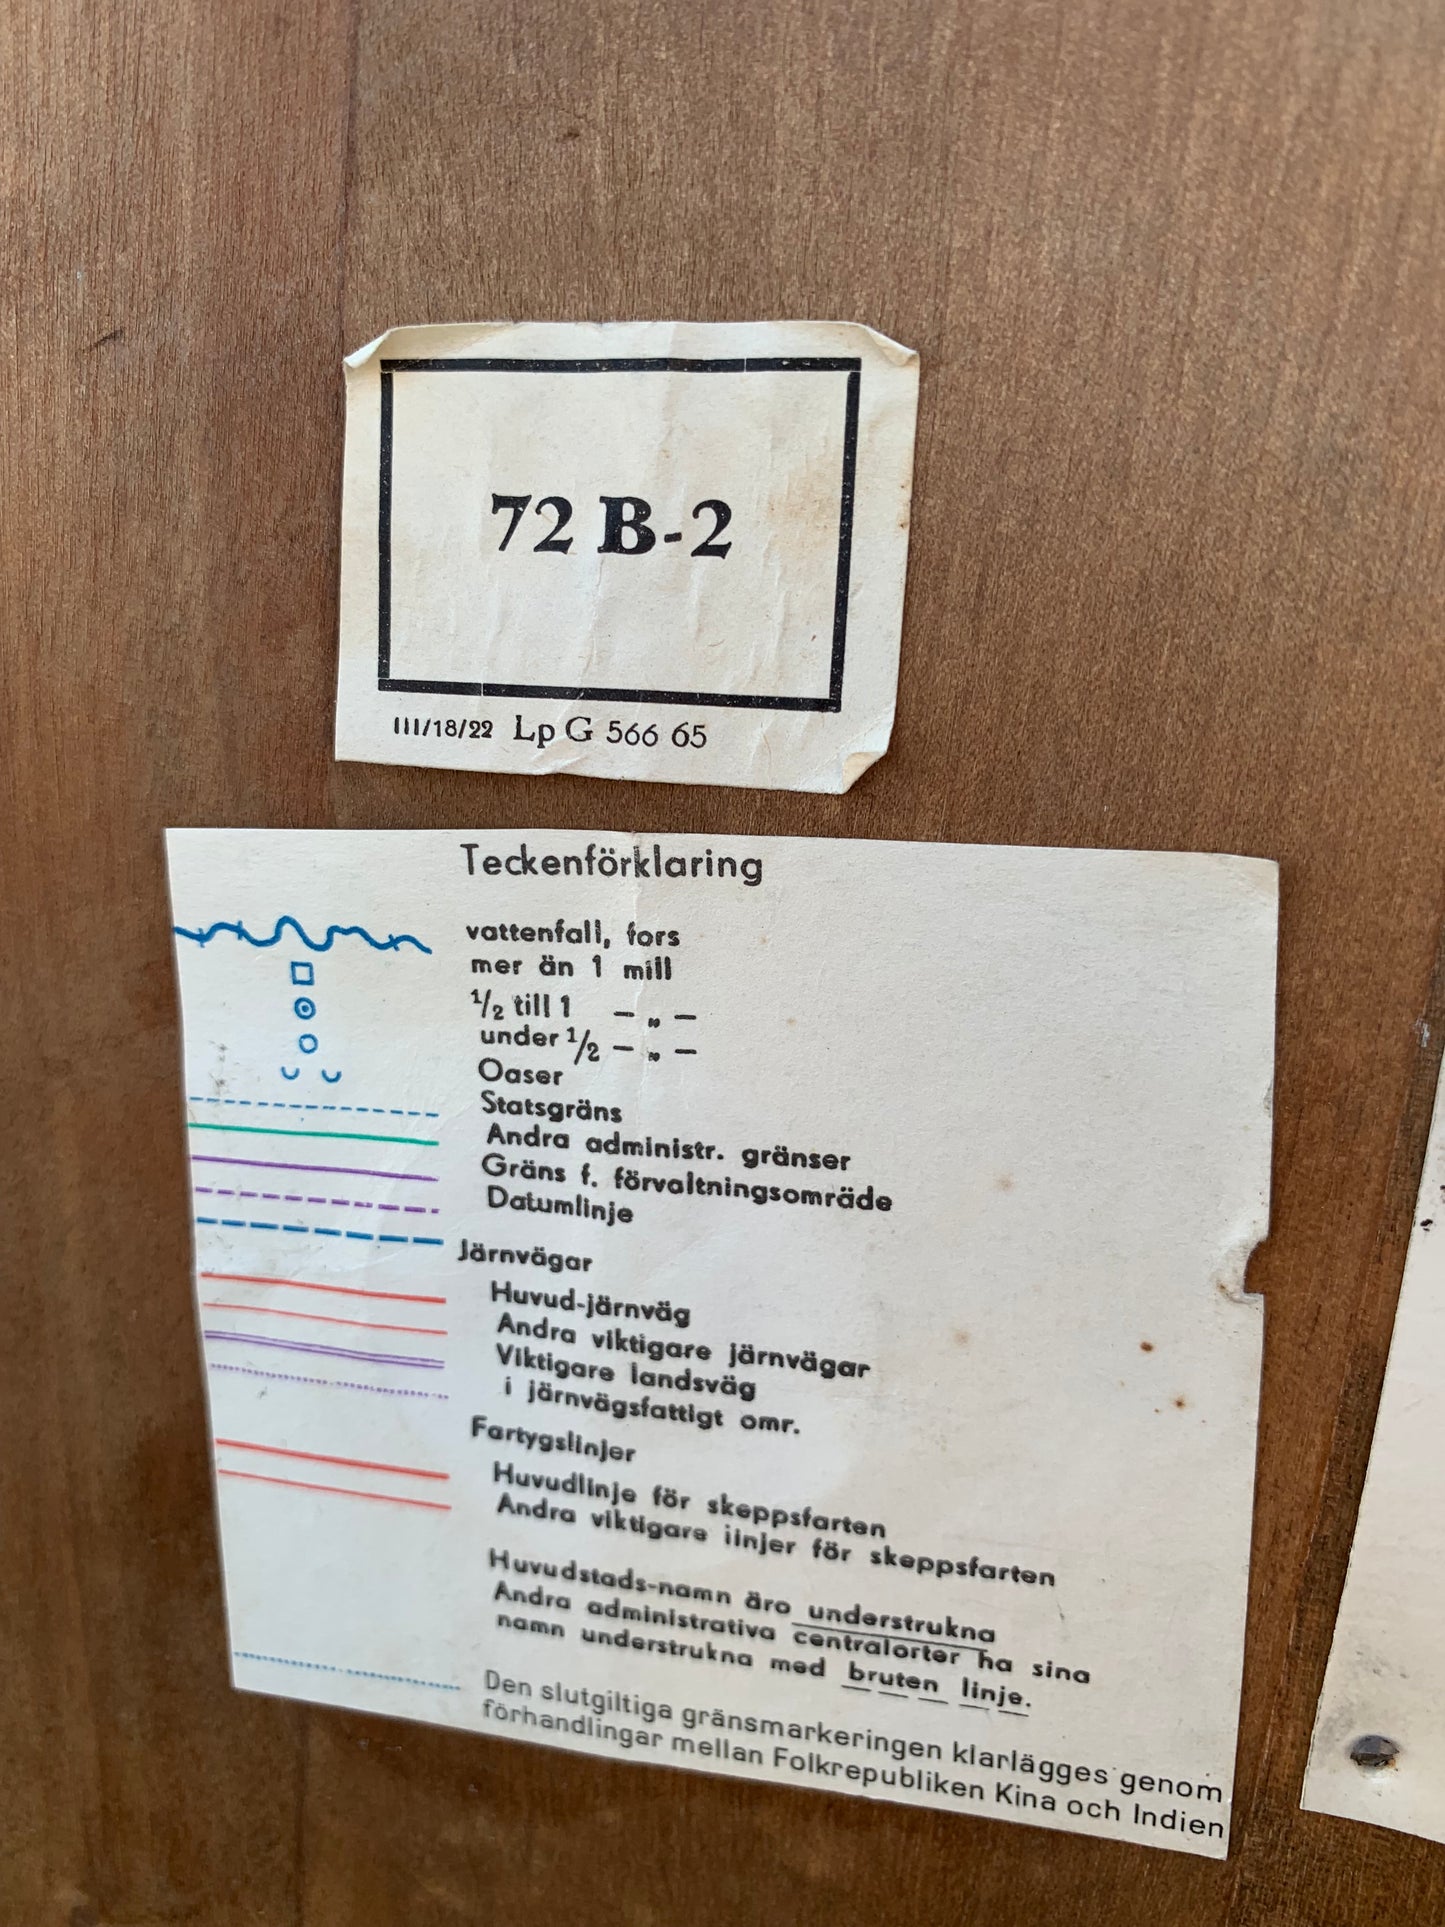 72 B-2
III/18/22 Lp G 566 65
Teckenförklaring
vattenfall, fors
mer än 1 mill
1/2 till 1 — „ —
under 1/2 — „ —
Oaser
Statsgräns
Andra administr. gränser
Gräns f. förvaltningsområde
Datumlinje
Järnvägar
Huvud-järnväg
Andra viktigare järnvägar
Viktigare landsväg
i järnvägsfattigt omr.
Fartygslinjer
Huvudlinje för skeppsfarten
Andra viktigare iinjer för skeppsfarten
Huvudstads-namn äro understrukna
Andra administrativa centralorter ha sina
namn understrukna med bruten linje.
Den slutgiltiga gränsmarkeringen klarlägges genom
förhandlingar mellan Folkrepubliken Kina och Indien